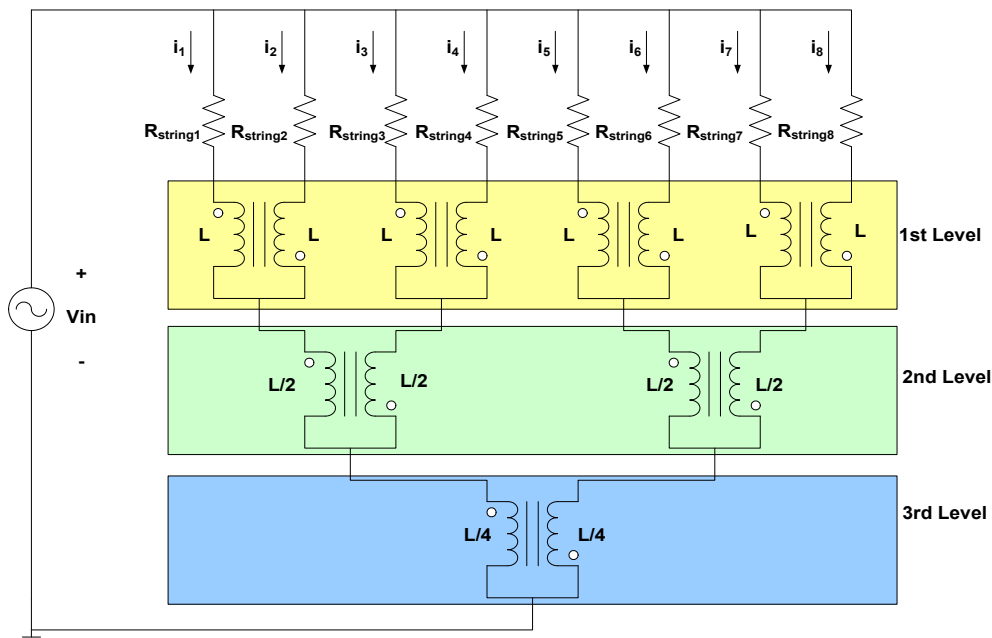 i1 i2 i3 i4 i5 i6 i7 i8
Rstring1 Rstring2 Rstring3 Rstring4 Rstring5 Rstring6 Rstring7 Rstring8
L L L L L L L L
1st Level
+
Vin
-
L/2 L/2 L/2 L/2
2nd Level
L/4 L/4
3rd Level